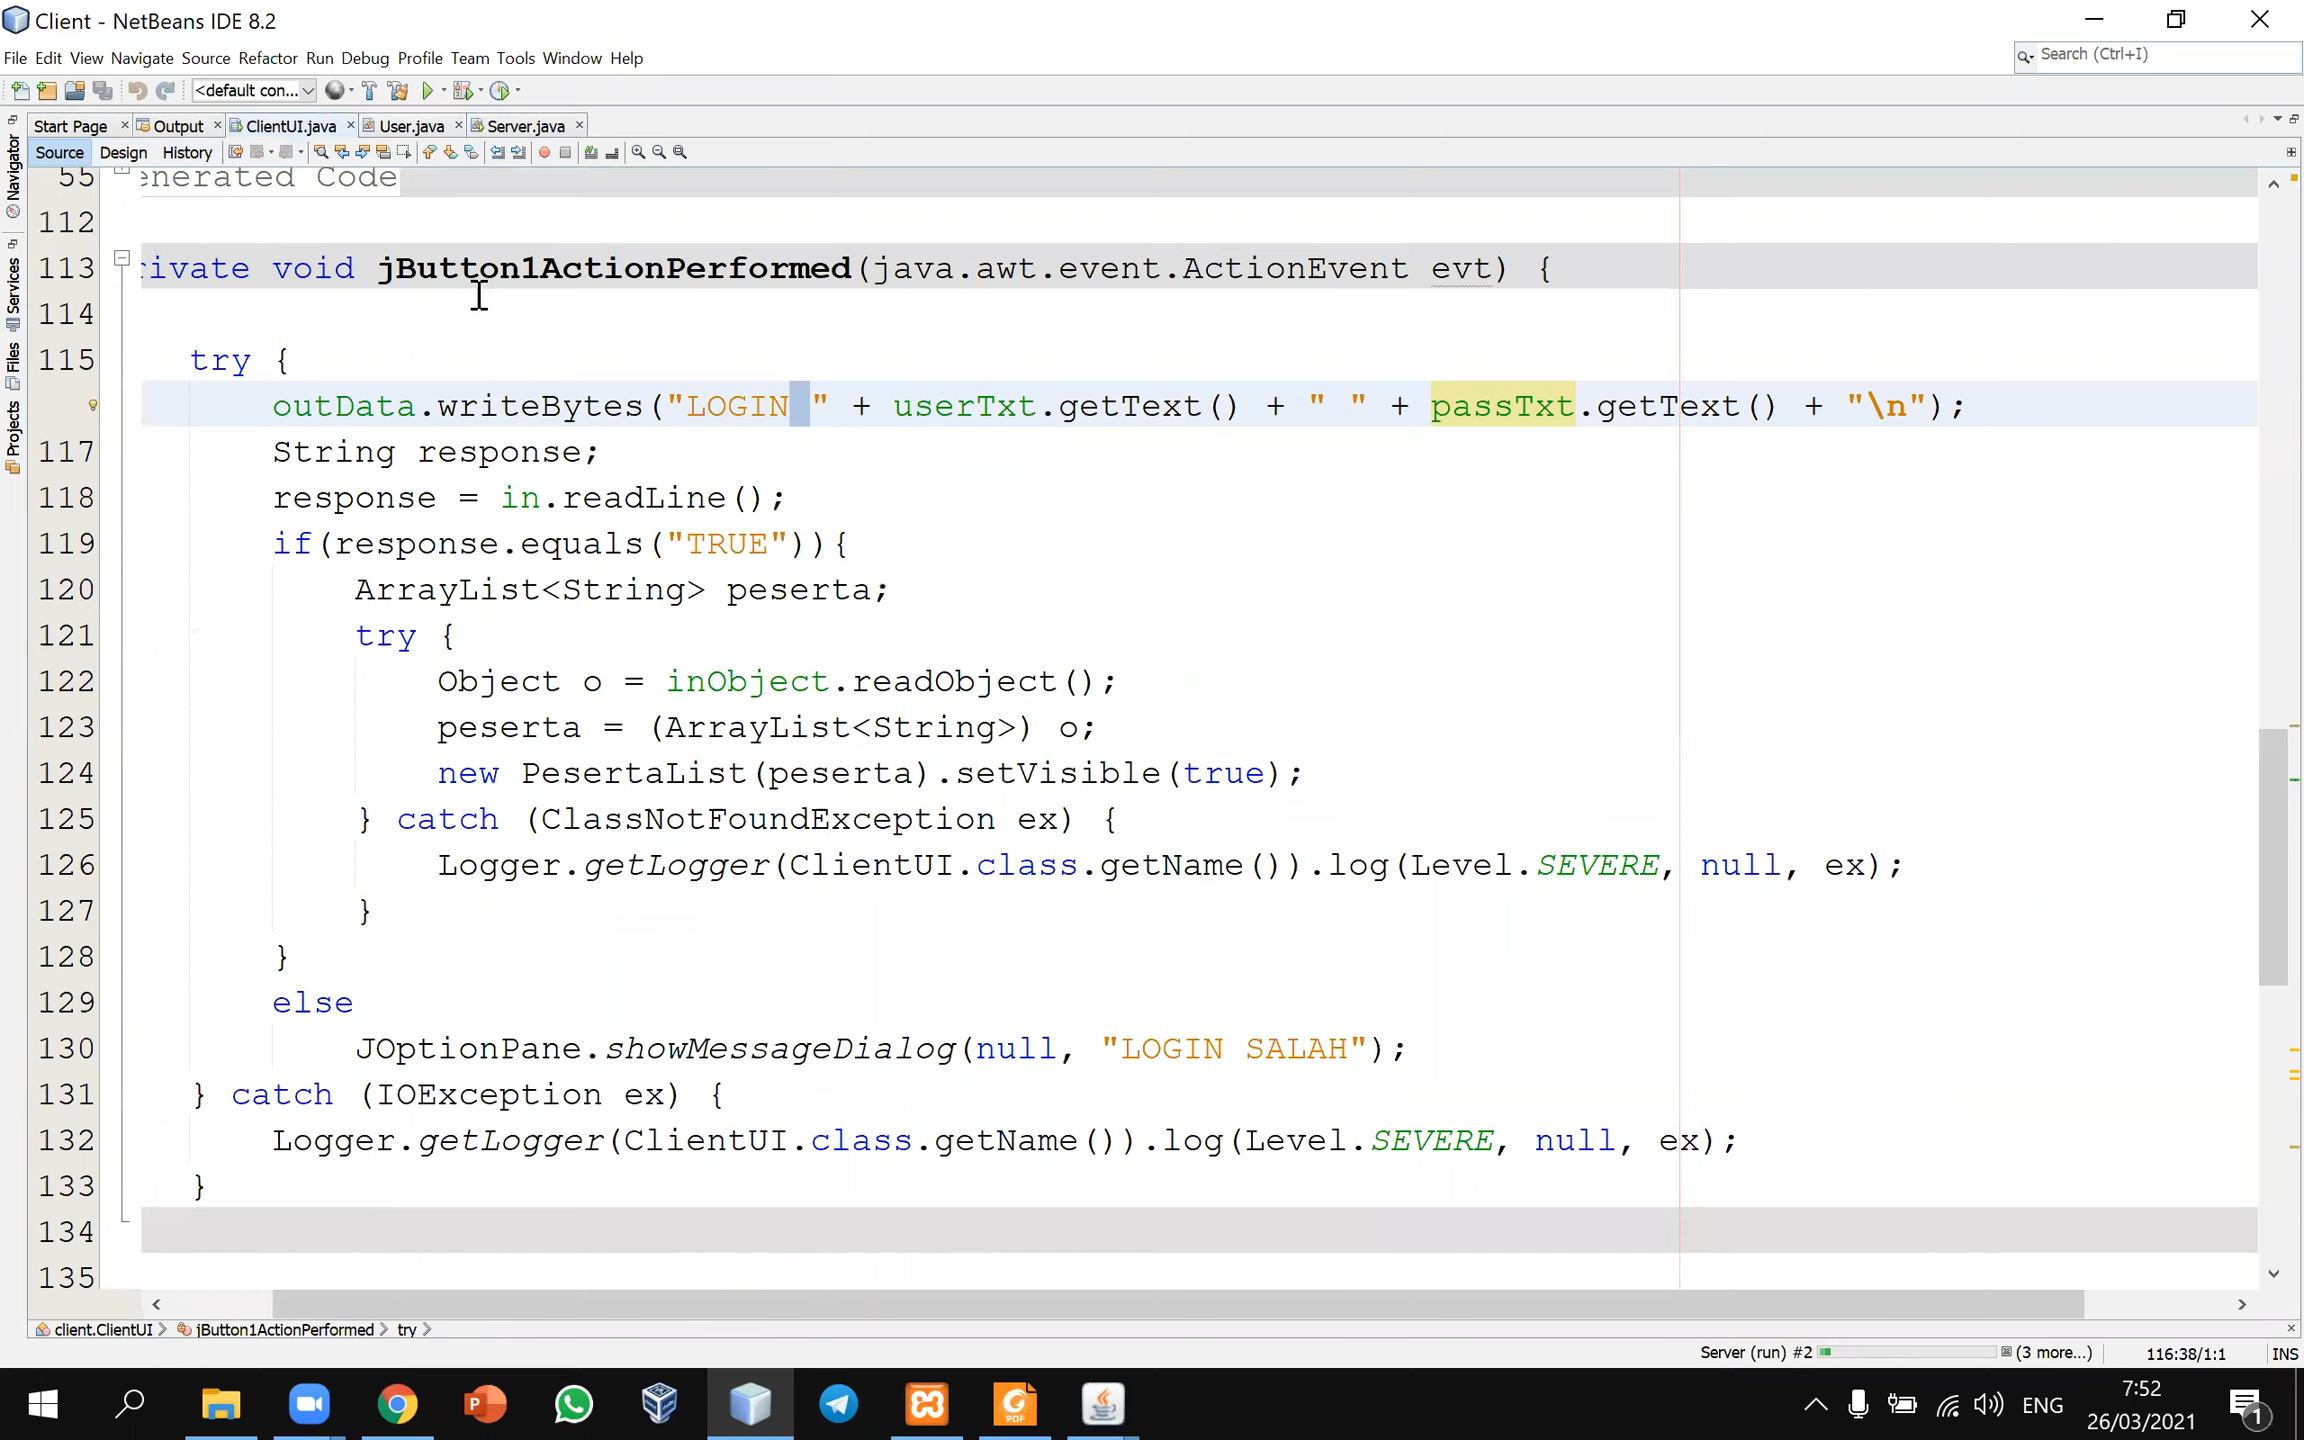 Client - NetBeans IDE 8.2
File Edit View Navigate Source Refactor Run Debug Profile Team Tools Window Help
Search (Ctrl+I)
<default con...
Start Page Output ClientUI.java User.java Server.java
Source Design History
Navigator
Services
Files
Projects
55 enerated Code
112
113 rivate void jButton1ActionPerformed(java.awt.event.ActionEvent evt) {
114
115 try {
outData.writeBytes("LOGIN " + userTxt.getText() + " " + passTxt.getText() + "\n");
117 String response;
118 response = in.readLine();
119 if(response.equals("TRUE")){
120 ArrayList<String> peserta;
121 try {
122 Object o = inObject.readObject();
123 peserta = (ArrayList<String>) o;
124 new PesertaList(peserta).setVisible(true);
125 } catch (ClassNotFoundException ex) {
126 Logger.getLogger(ClientUI.class.getName()).log(Level.SEVERE, null, ex);
127 }
128 }
129 else
130 JOptionPane.showMessageDialog(null, "LOGIN SALAH");
131 } catch (IOException ex) {
132 Logger.getLogger(ClientUI.class.getName()).log(Level.SEVERE, null, ex);
133 }
134
135
client.ClientUI jButton1ActionPerformed try
Server (run) #2 (3 more...) 116:38/1:1 INS
PDF
ENG
7:52
26/03/2021
1